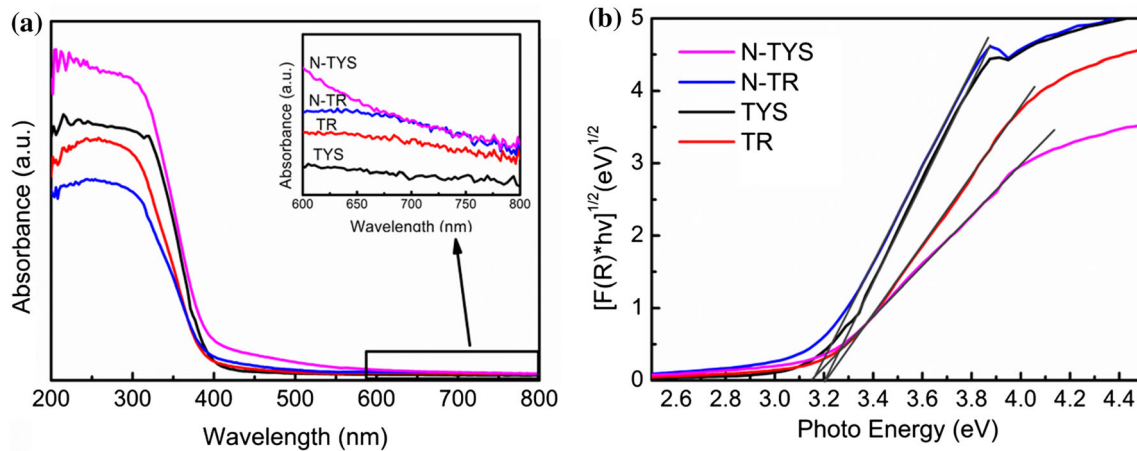 (a)
Absorbance (a.u.)
200 300 400 500 600 700 800
Wavelength (nm)
Absorbance (a.u.)
N-TYS
N-TR
TR
TYS
600 650 700 750 800
Wavelength (nm)
(b)
[F(R)*hv]1/2(eV)1/2
5
4
3
2
1
0
N-TYS
N-TR
TYS
TR
2.6 2.8 3.0 3.2 3.4 3.6 3.8 4.0 4.2 4.4
Photo Energy (eV)